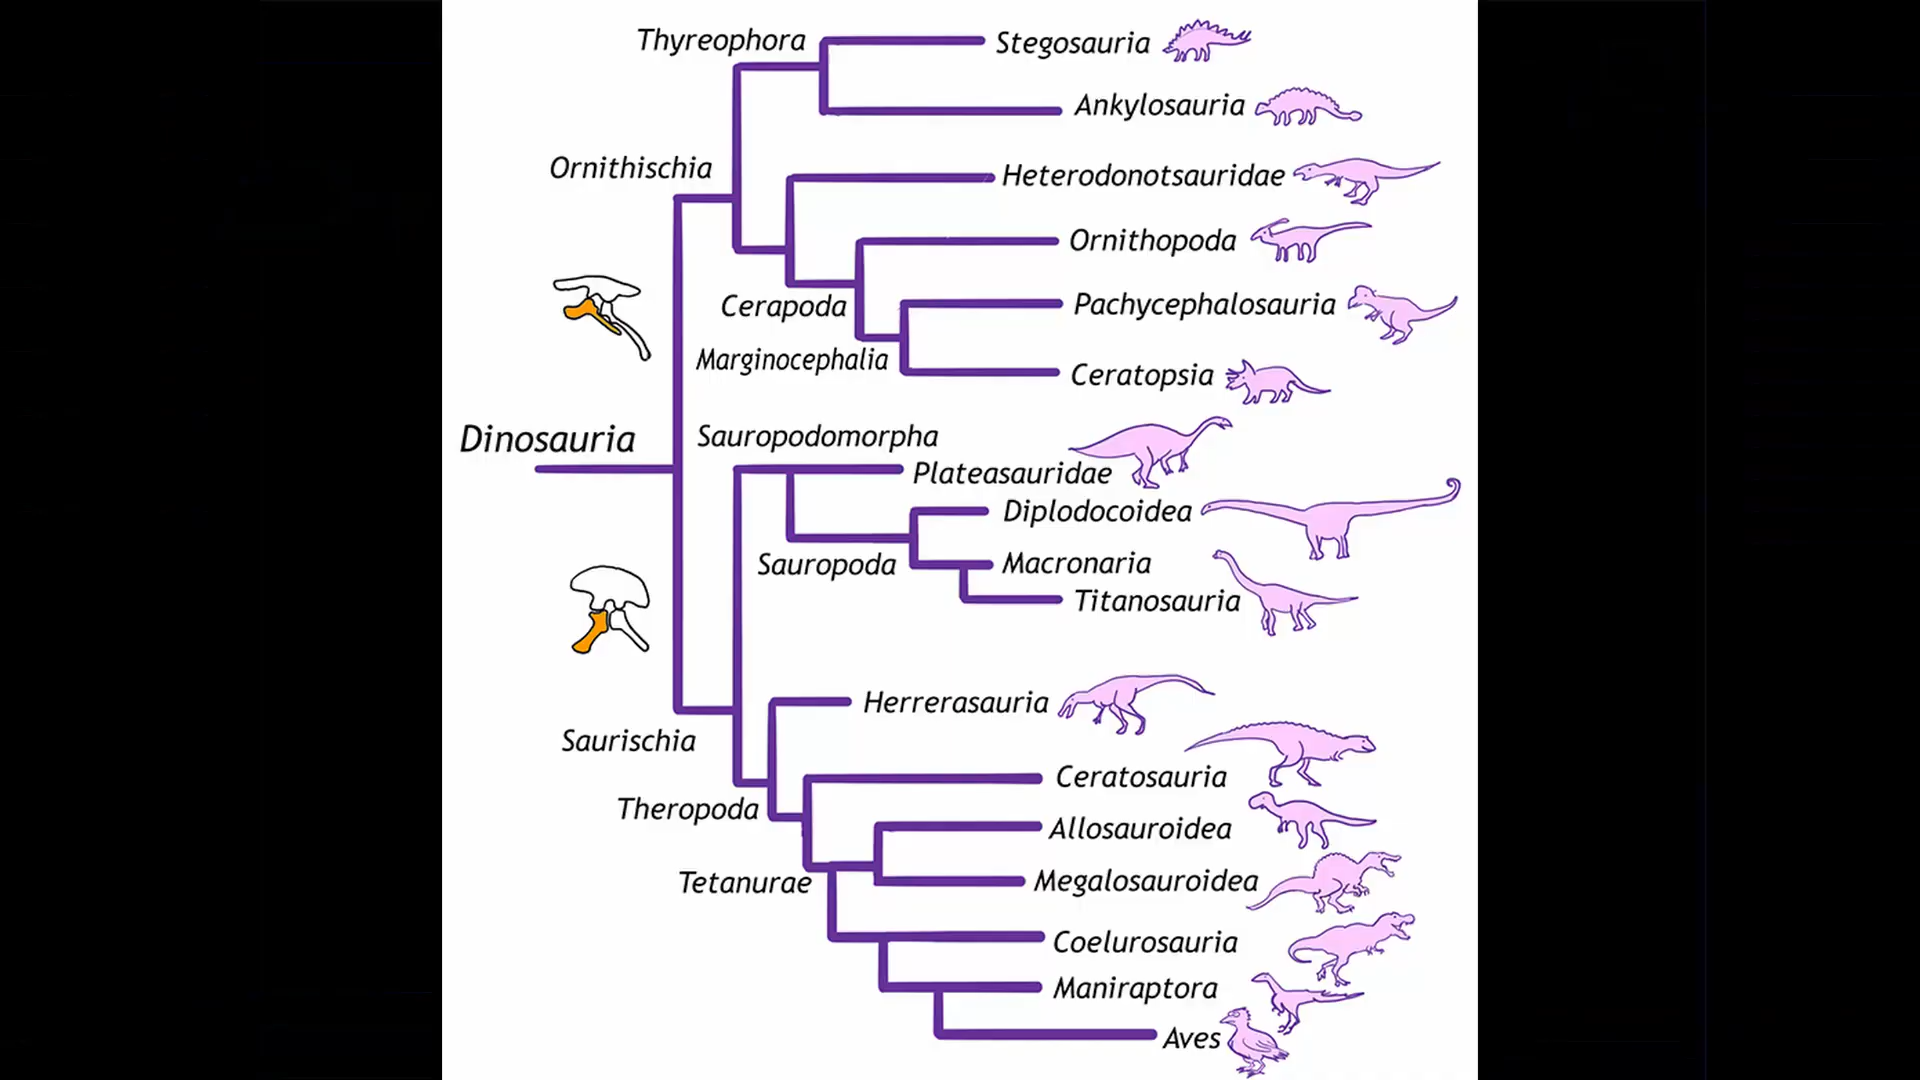 Thyreophora
Stegosauria
Ankylosauria
Ornithischia
Heterodonotsauridae
Ornithopoda
Cerapoda
Pachycephalosauria
Marginocephalia
Ceratopsia
Dinosauria
Sauropodomorpha
Plateasauridae
Diplodocoidea
Sauropoda
Macronaria
Titanosauria
Herrerasauria
Saurischia
Ceratosauria
Theropoda
Allosauroidea
Tetanurae
Megalosauroidea
Coelurosauria
Maniraptora
Aves